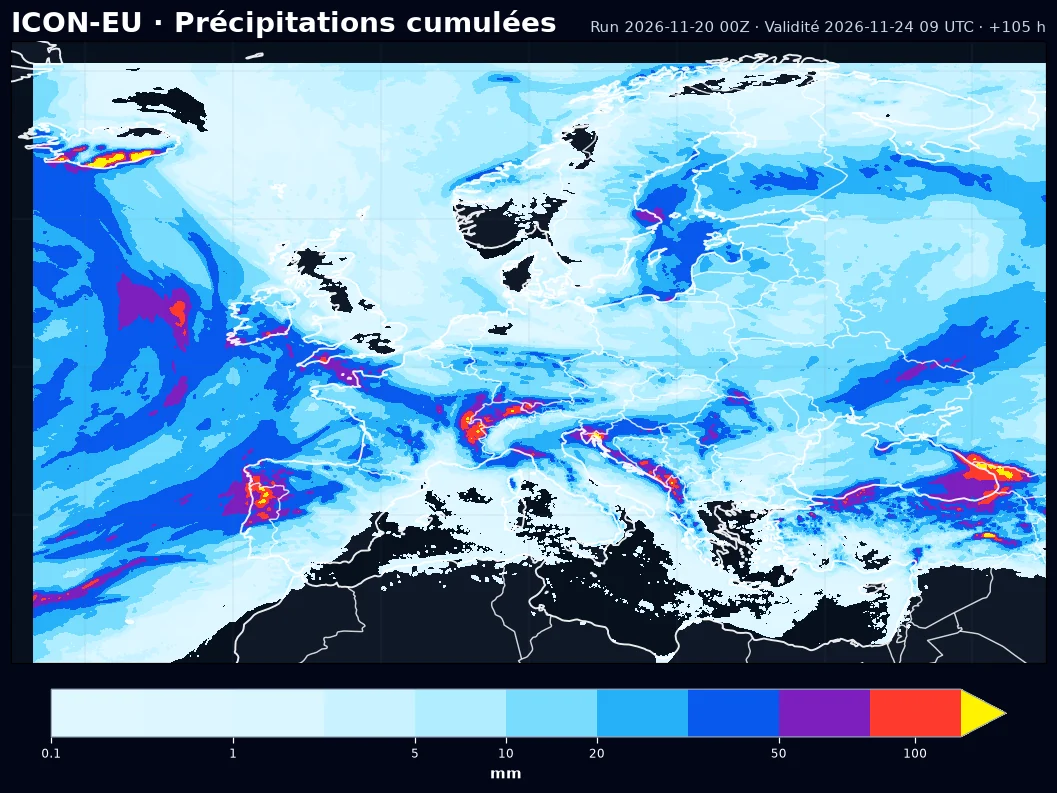 ICON-EU · Précipitations cumulées
Run 2026-11-20 00Z · Validité 2026-11-24 09 UTC · +105 h
0.1 1 5 10 20 50 100
mm